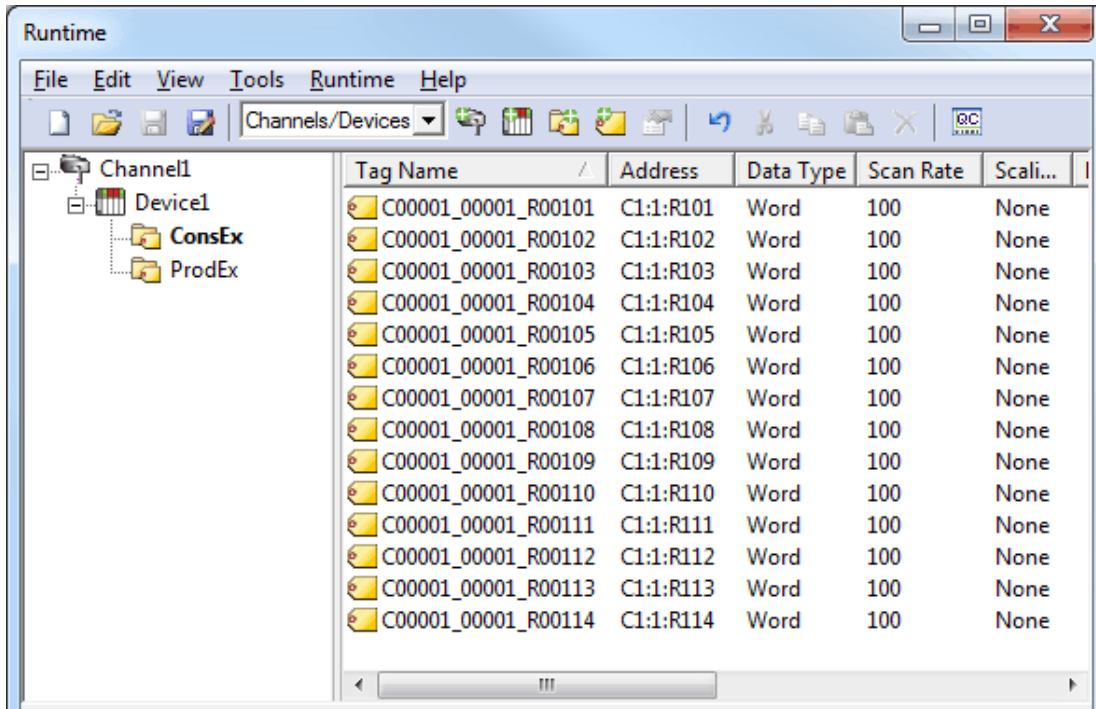 Runtime
File Edit View Tools Runtime Help
Channels/Devices QC
Channel1
Device1
ConsEx
ProdEx
Tag Name Address Data Type Scan Rate Scali...
C00001_00001_R00101 C1:1:R101 Word 100 None
C00001_00001_R00102 C1:1:R102 Word 100 None
C00001_00001_R00103 C1:1:R103 Word 100 None
C00001_00001_R00104 C1:1:R104 Word 100 None
C00001_00001_R00105 C1:1:R105 Word 100 None
C00001_00001_R00106 C1:1:R106 Word 100 None
C00001_00001_R00107 C1:1:R107 Word 100 None
C00001_00001_R00108 C1:1:R108 Word 100 None
C00001_00001_R00109 C1:1:R109 Word 100 None
C00001_00001_R00110 C1:1:R110 Word 100 None
C00001_00001_R00111 C1:1:R111 Word 100 None
C00001_00001_R00112 C1:1:R112 Word 100 None
C00001_00001_R00113 C1:1:R113 Word 100 None
C00001_00001_R00114 C1:1:R114 Word 100 None